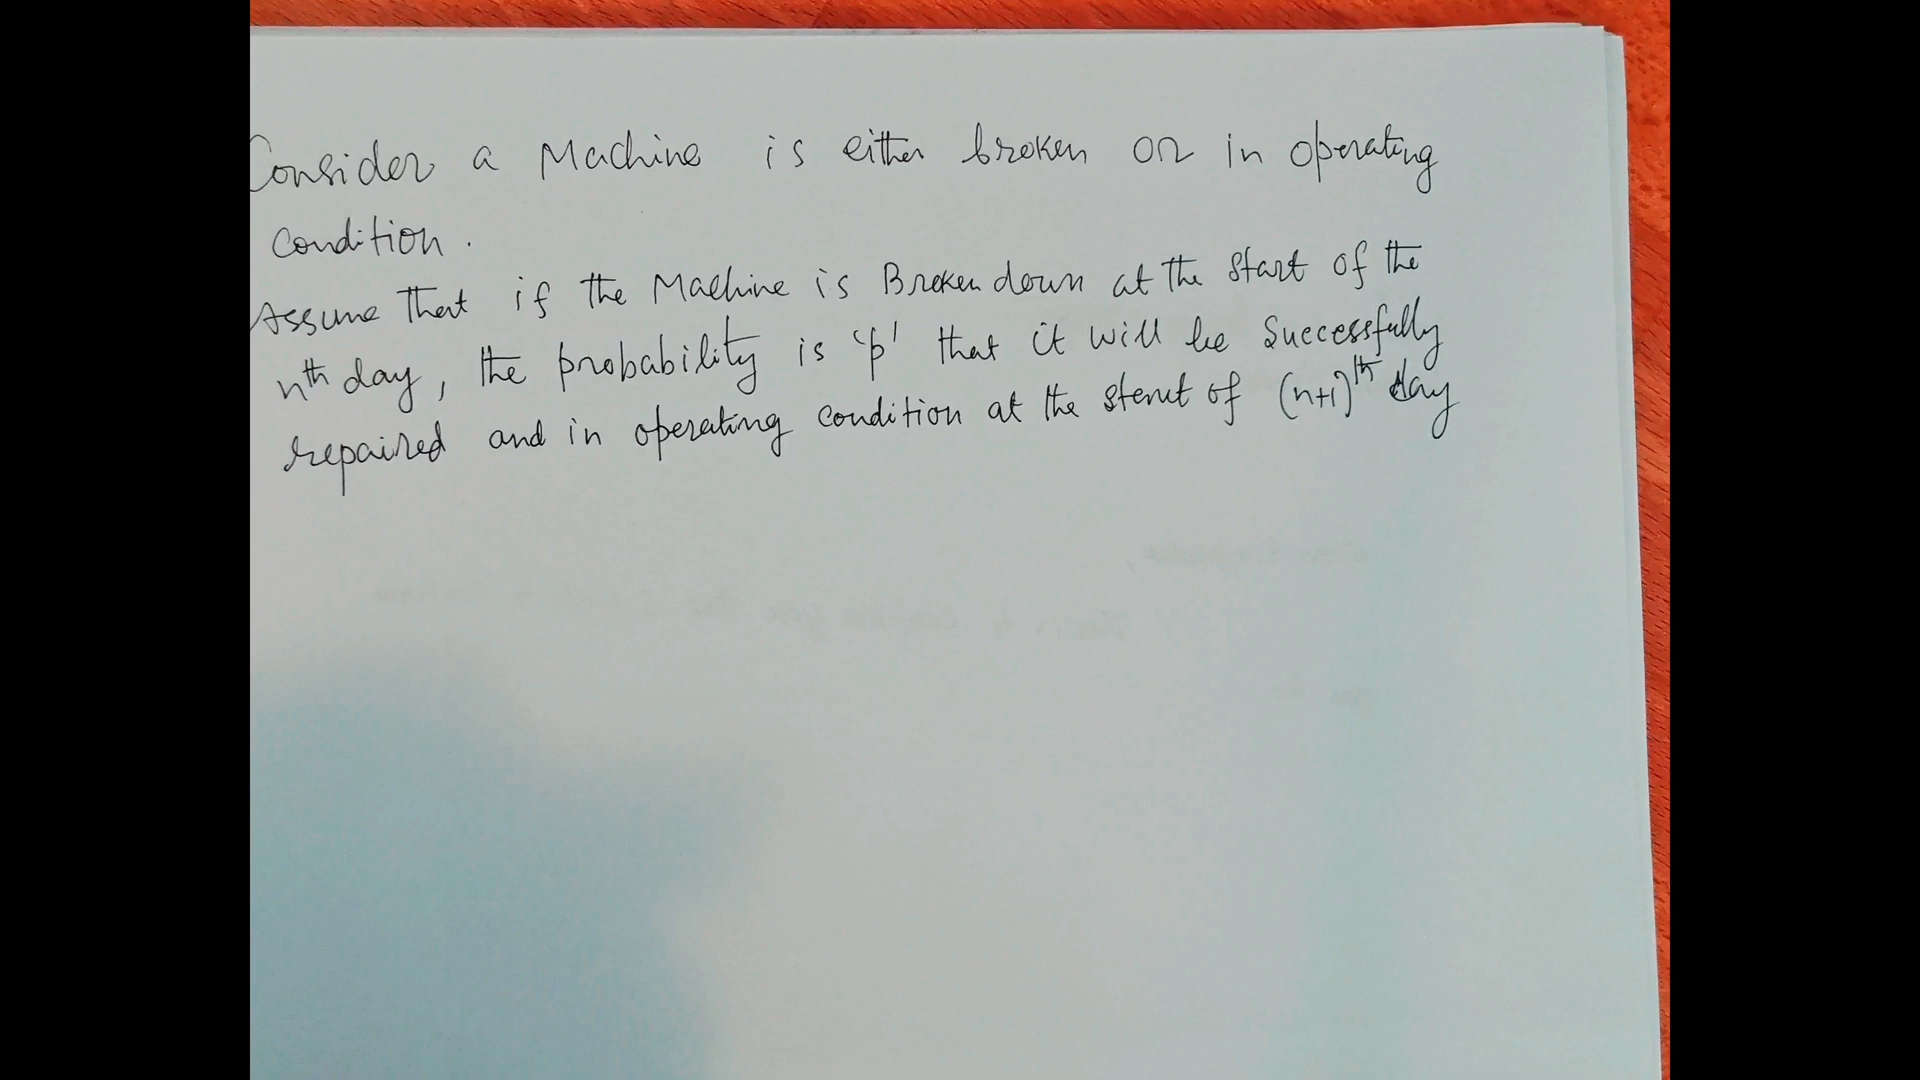 Consider a Machine is either broken or in operating
condition.
Assume that if the Machine is Broken down at the start of the
nth day, the probability is 'p' that it will be successfully
repaired and in operating condition at the start of (n+1)th day